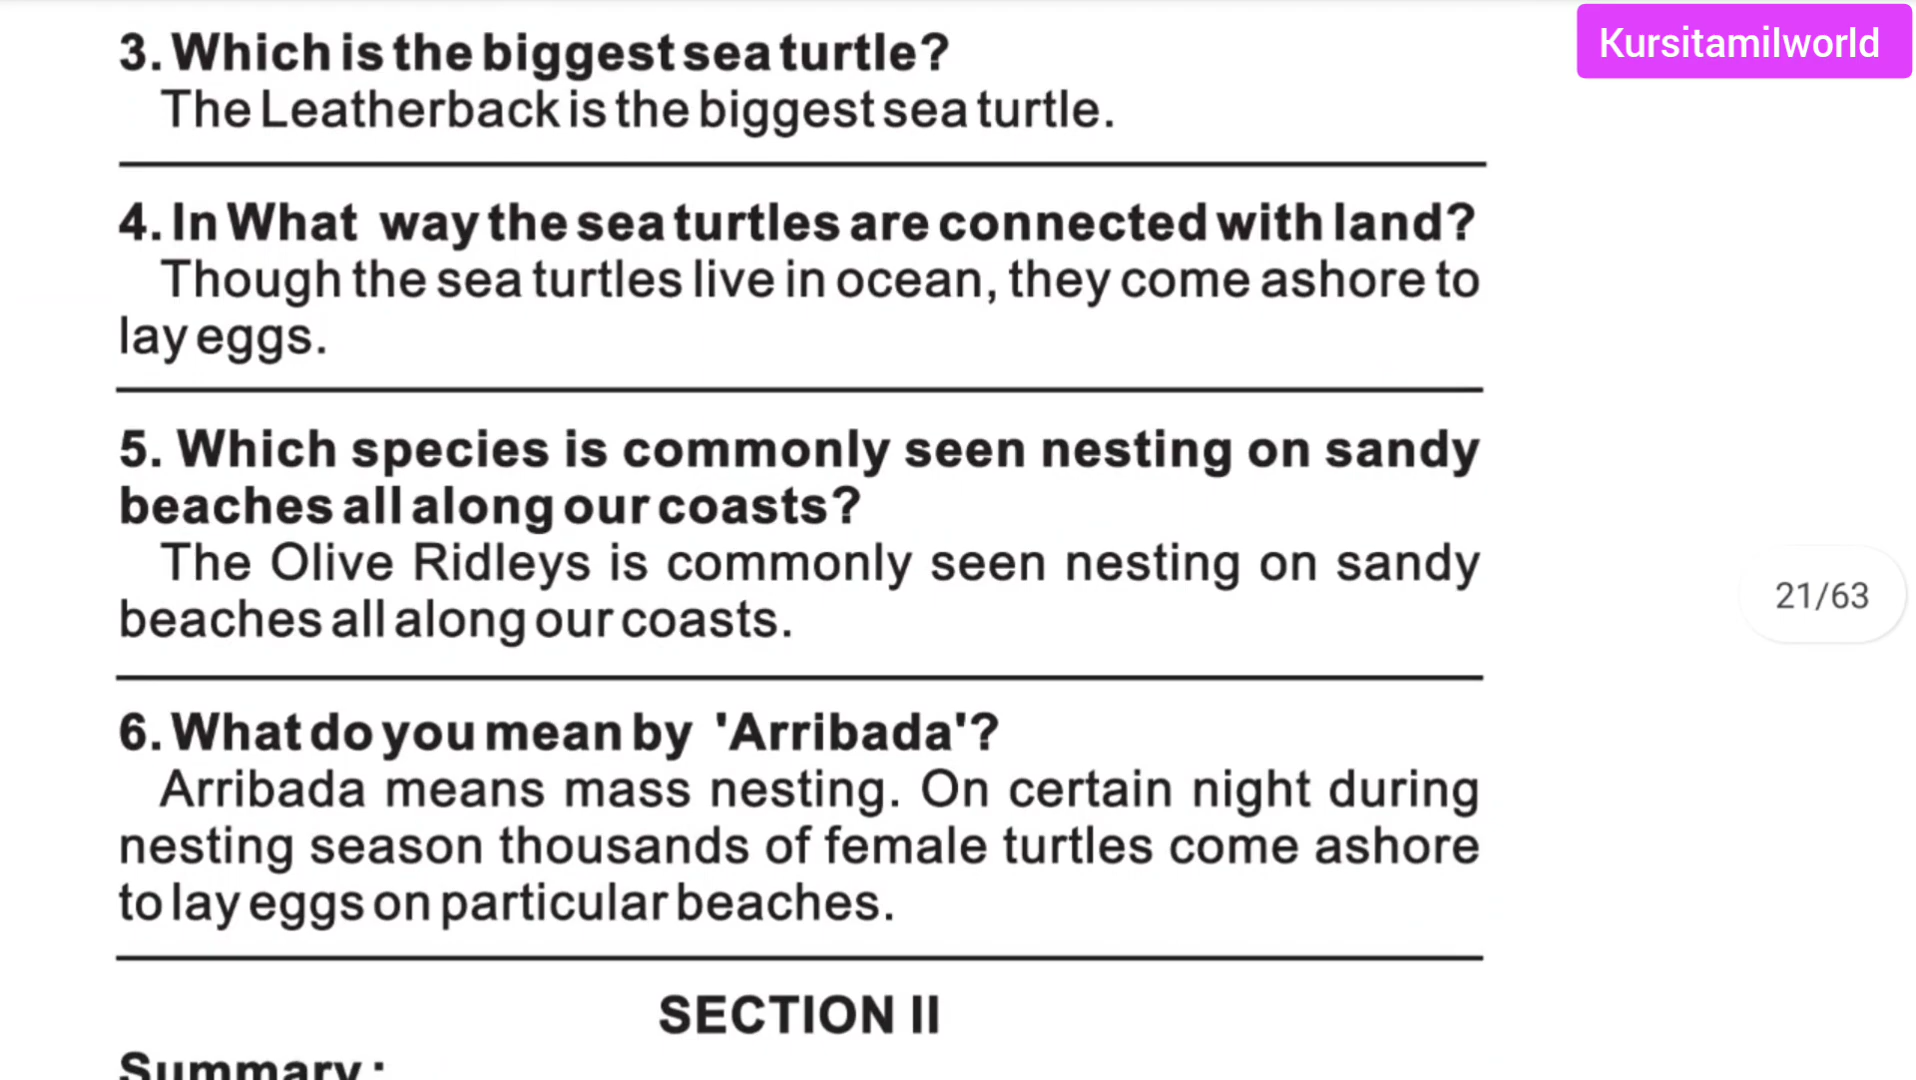 Kursitamilworld
3. Which is the biggest sea turtle?
The Leatherback is the biggest sea turtle.
4. In What way the sea turtles are connected with land?
Though the sea turtles live in ocean, they come ashore to
lay eggs.
5. Which species is commonly seen nesting on sandy
beaches all along our coasts?
The Olive Ridleys is commonly seen nesting on sandy
beaches all along our coasts.
21/63
6. What do you mean by 'Arribada'?
Arribada means mass nesting. On certain night during
nesting season thousands of female turtles come ashore
to lay eggs on particular beaches.
SECTION II
Summary: